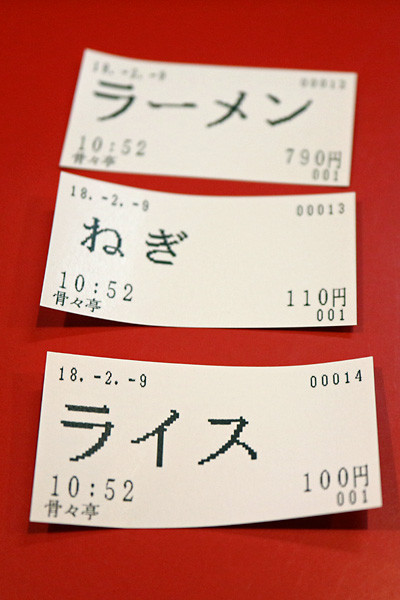 18. -2. -9 00013
ラーメン
10:52 790円
骨々亭 001
18. -2. -9 00013
ねぎ
10:52 110円
骨々亭 001
18. -2. -9 00014
ライス
10:52 100円
骨々亭 001